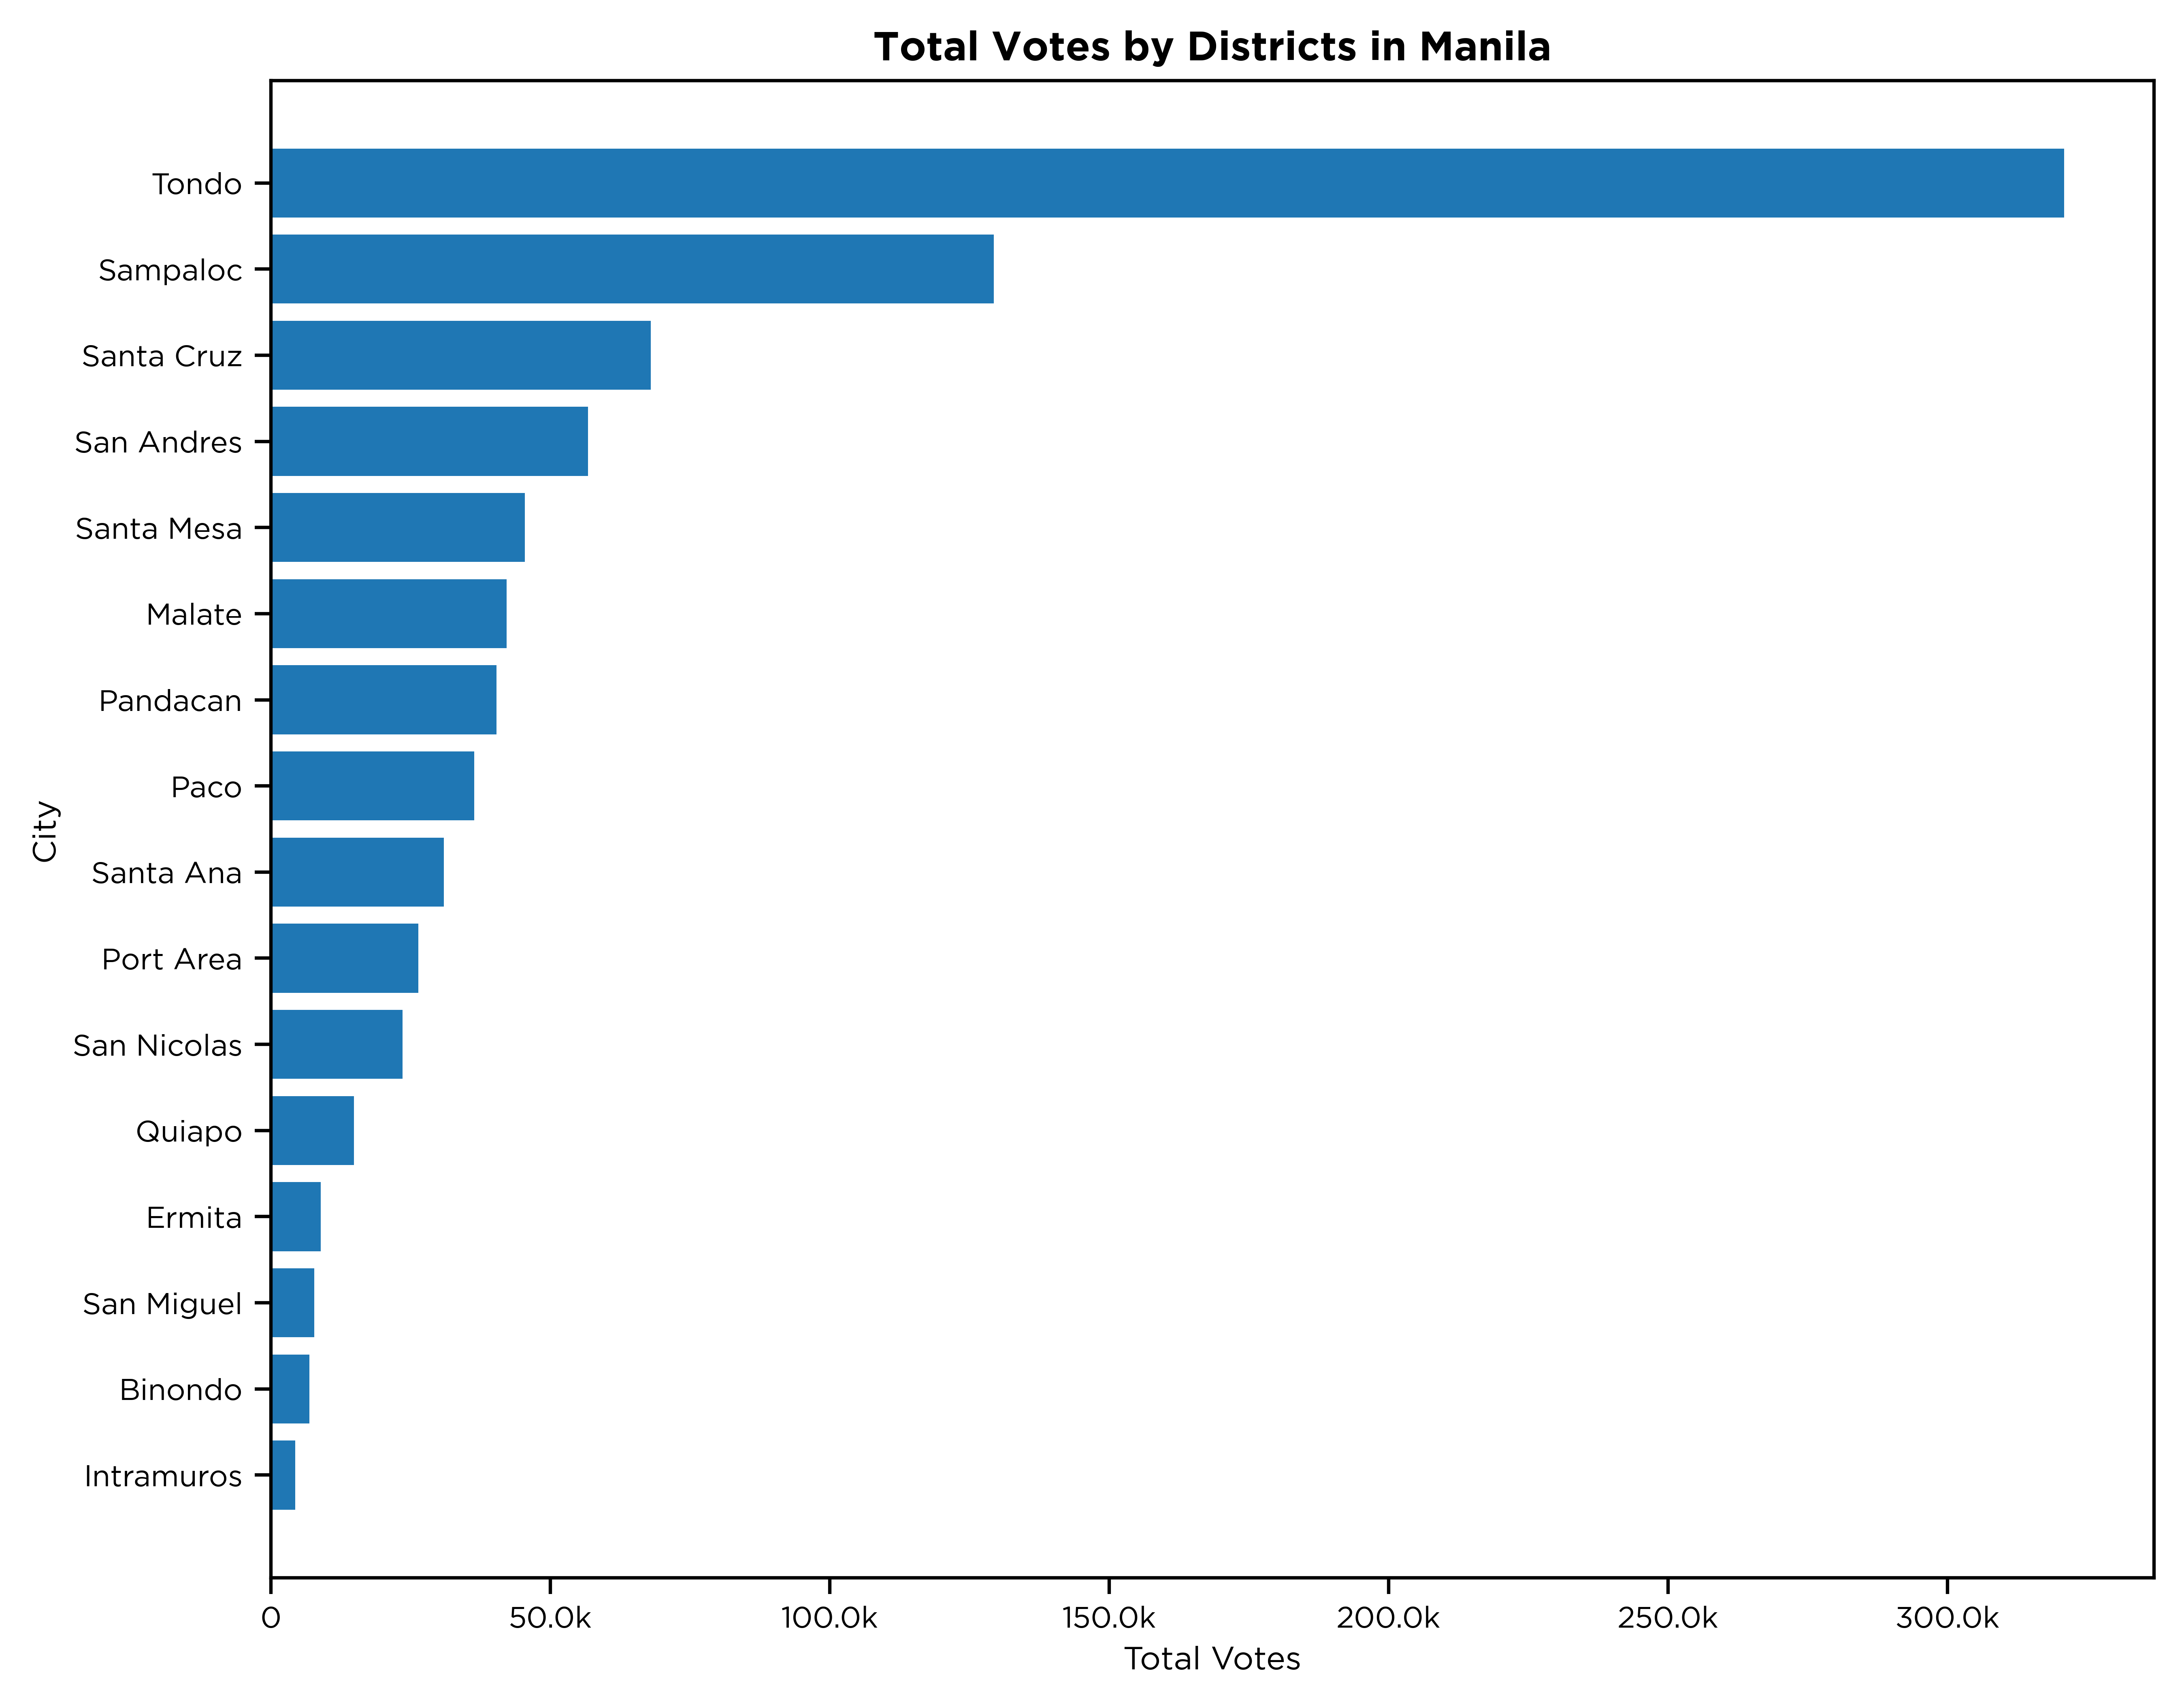 Total Votes by Districts in Manila
Tondo
Sampaloc
Santa Cruz
San Andres
Santa Mesa
Malate
Pandacan
Paco
Santa Ana
Port Area
San Nicolas
Quiapo
Ermita
San Miguel
Binondo
Intramuros
City
0 50.0k 100.0k 150.0k 200.0k 250.0k 300.0k
Total Votes